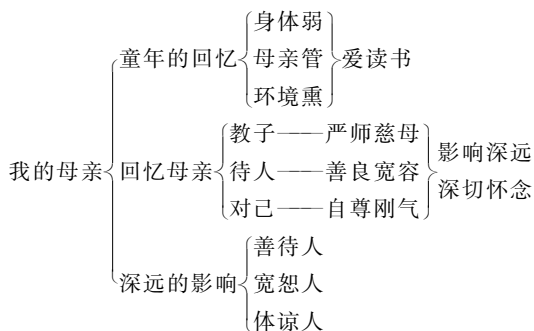 我的母亲
童年的回忆
身体弱
母亲管
环境熏
爱读书
回忆母亲
教子——严师慈母
待人——善良宽容
对己——自尊刚气
影响深远
深切怀念
深远的影响
善待人
宽恕人
体谅人